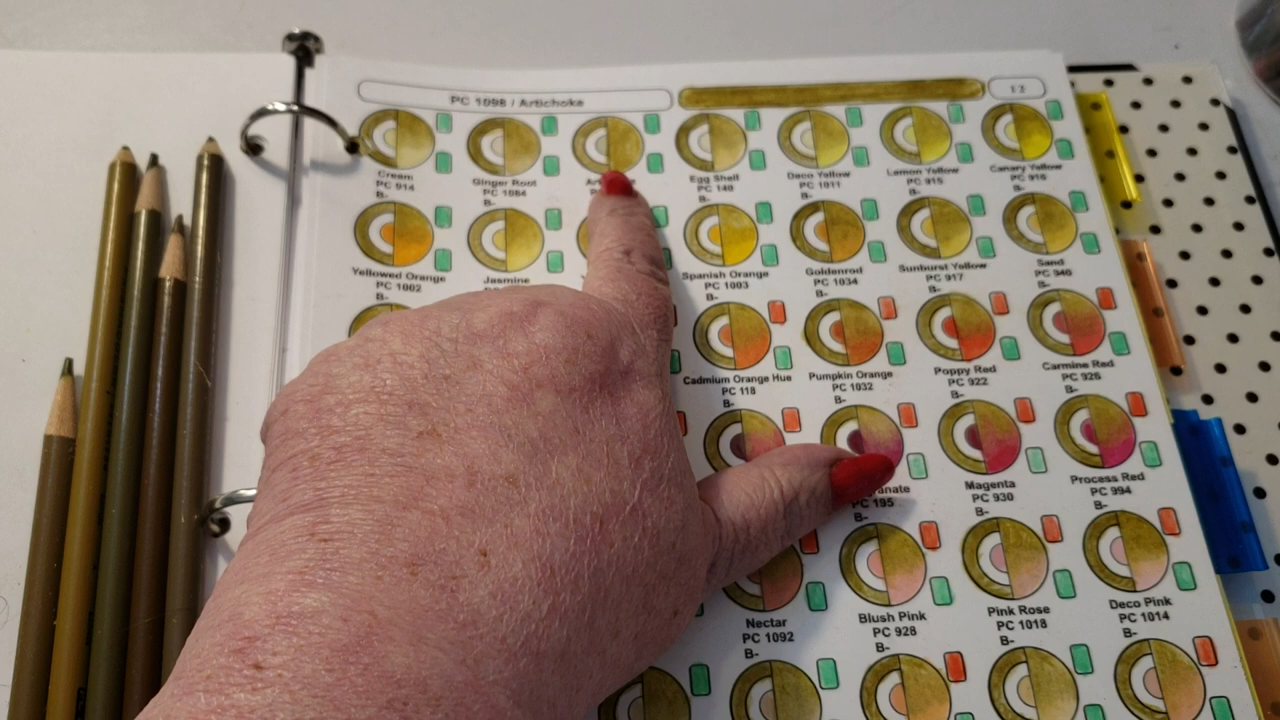 PC 1098 / Artichoke
12
Cream
PC 914
B-
Ginger Root
PC 1084
B-
Egg Shell
PC 140
B-
Deco Yellow
PC 1011
B-
Lemon Yellow
PC 915
B-
Canary Yellow
PC 916
B-
Yellowed Orange
PC 1002
B-
Jasmine
Spanish Orange
PC 1003
B-
Goldenrod
PC 1034
B-
Sunburst Yellow
PC 917
B-
Sand
PC 940
B-
Cadmium Orange Hue
PC 118
B-
Pumpkin Orange
PC 1032
B-
Poppy Red
PC 922
B-
Carmine Red
PC 926
B-
PC 195
B-
Magenta
PC 930
B-
Process Red
PC 994
B-
Nectar
PC 1092
B-
Blush Pink
PC 928
B-
Pink Rose
PC 1018
B-
Deco Pink
PC 1014
B-